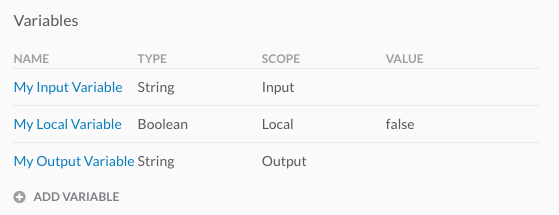 Variables
NAME TYPE SCOPE VALUE
My Input Variable String Input
My Local Variable Boolean Local false
My Output Variable String Output
ADD VARIABLE